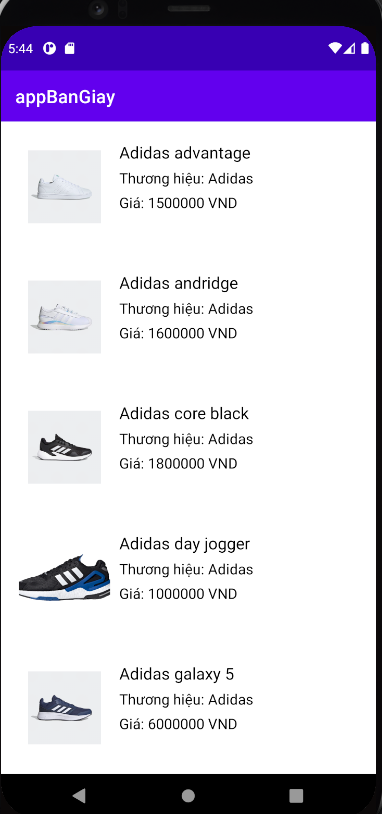 5:44
appBanGiay
Adidas advantage
Thương hiệu: Adidas
Giá: 1500000 VND
Adidas andridge
Thương hiệu: Adidas
Giá: 1600000 VND
Adidas core black
Thương hiệu: Adidas
Giá: 1800000 VND
Adidas day jogger
Thương hiệu: Adidas
Giá: 1000000 VND
Adidas galaxy 5
Thương hiệu: Adidas
Giá: 6000000 VND